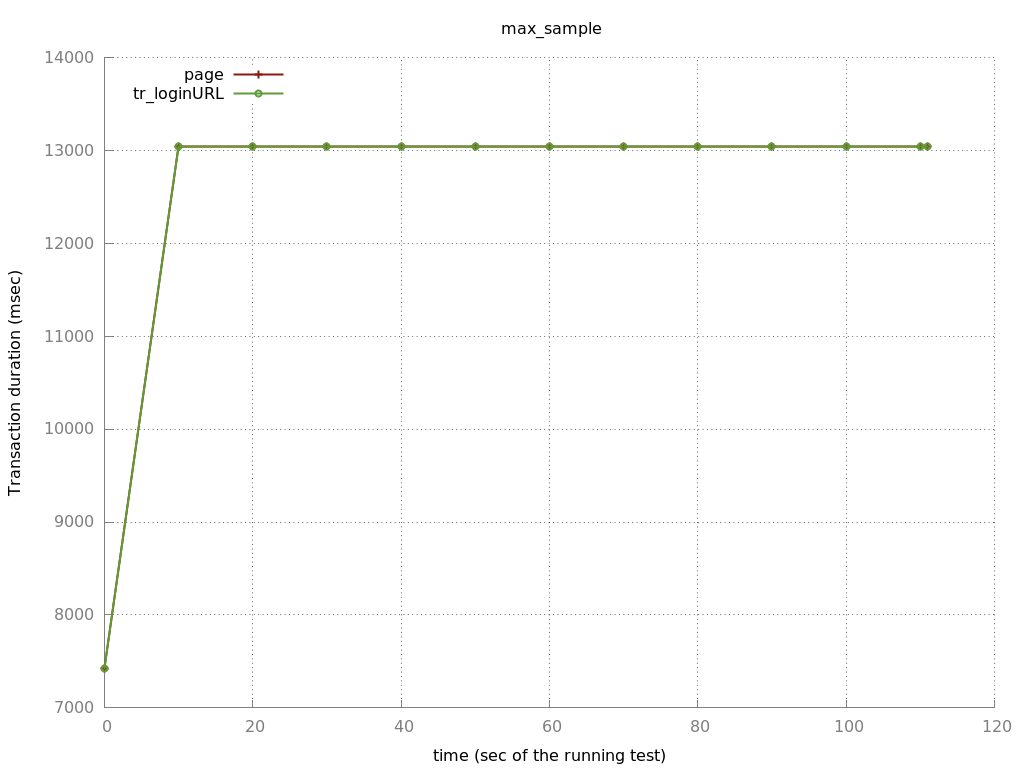 max_sample
14000
13000
12000
11000
10000
9000
8000
7000
page
tr_loginURL
Transaction duration (msec)
0 20 40 60 80 100 120
time (sec of the running test)